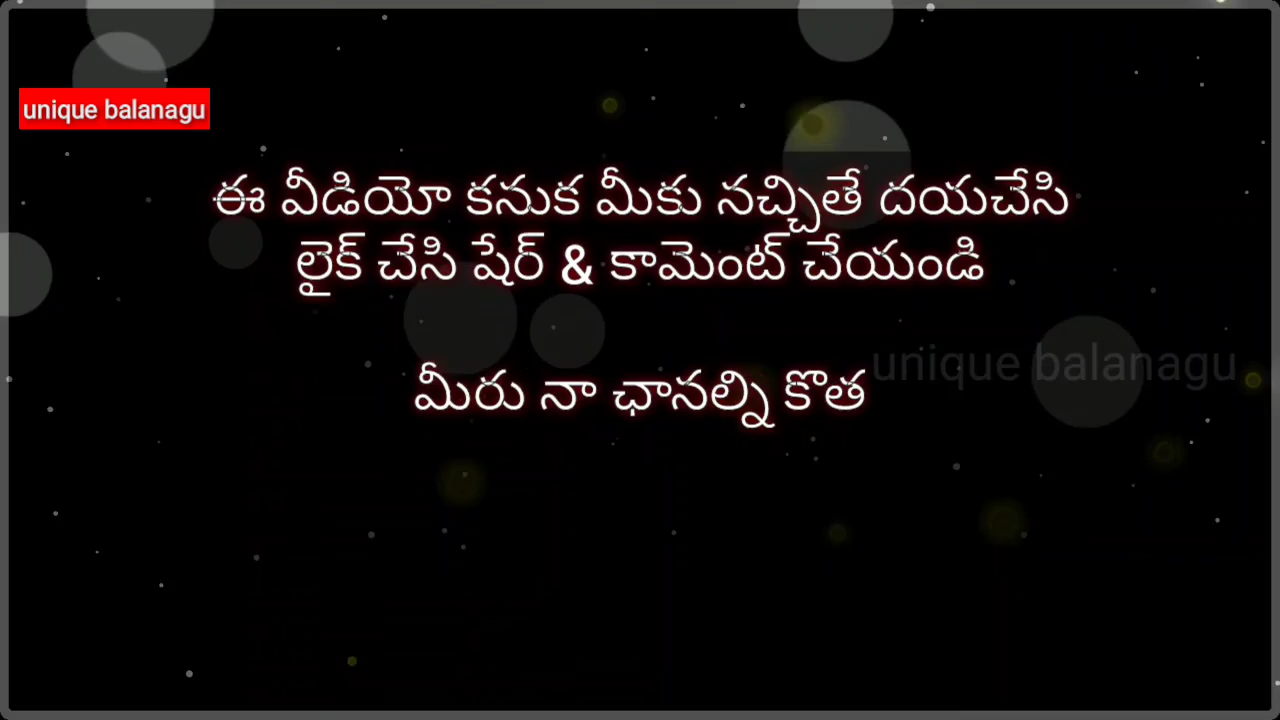 unique balanagu
ఈ వీడియో కనుక మీకు నచ్చితే దయచేసి
లైక్ చేసి షేర్ & కామెంట్ చేయండి
unique balanagu
మీరు నా ఛానల్ని కొత